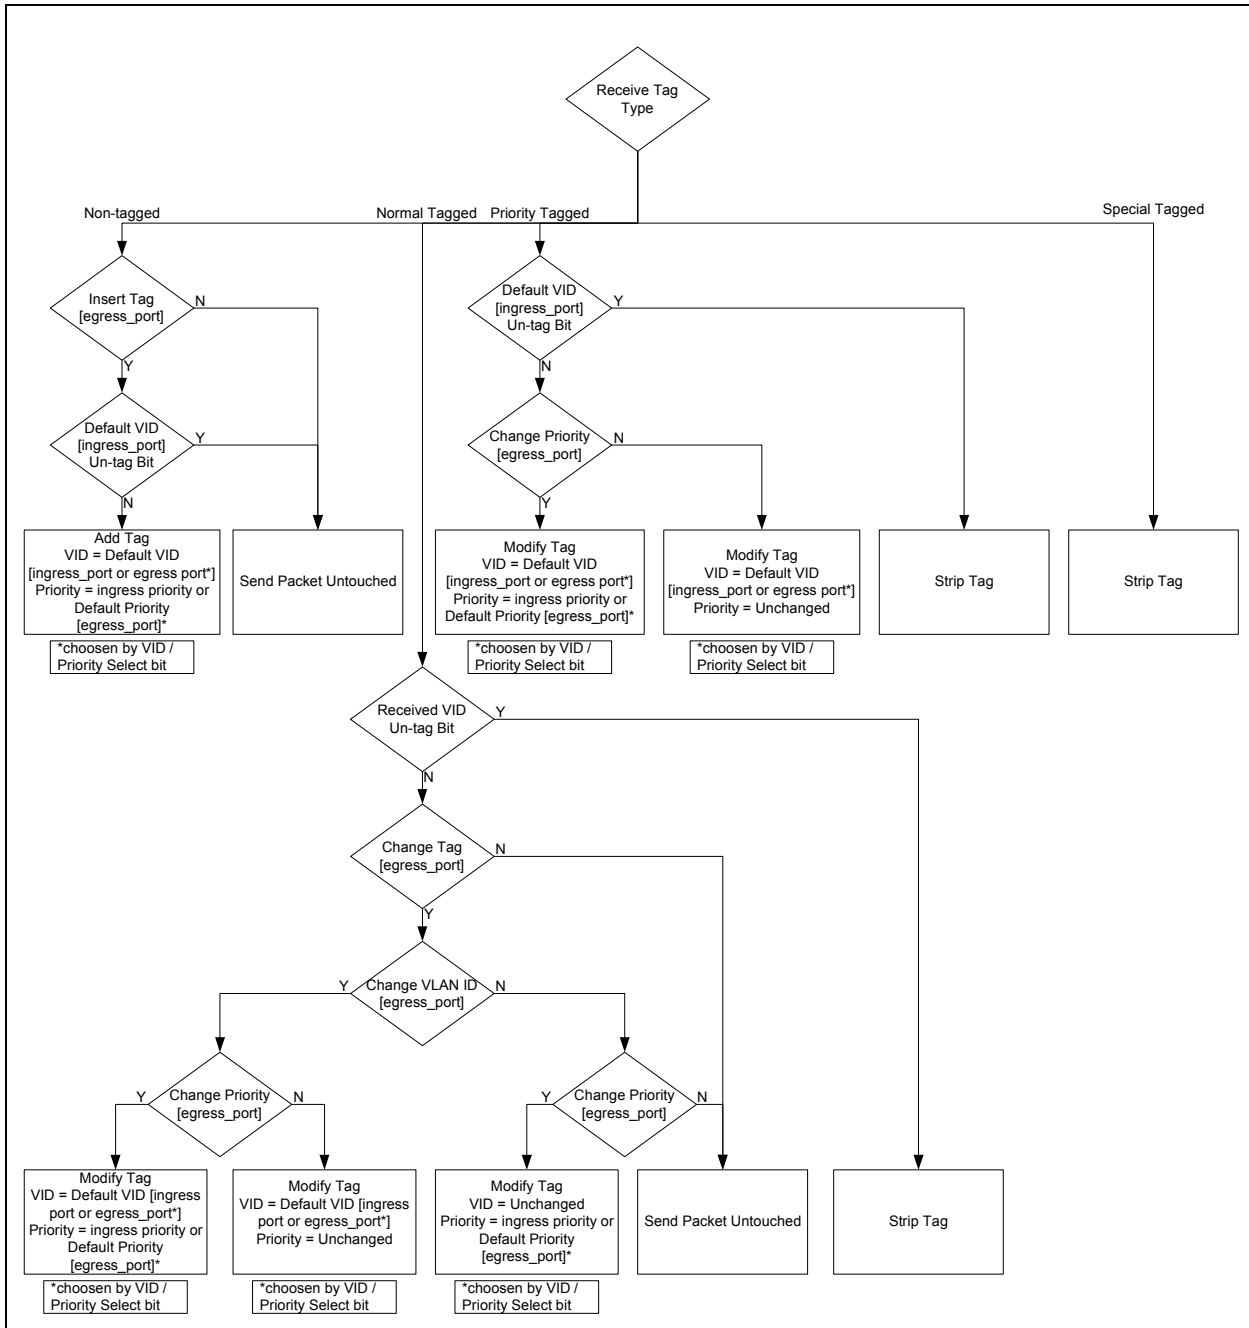 Receive Tag
Type
Non-tagged
Normal Tagged
Priority Tagged
Special Tagged
Insert Tag
[egress_port]
N
Y
Default VID
[ingress_port]
Un-tag Bit
Y
N
Default VID
[ingress_port]
Un-tag Bit
Y
N
Change Priority
[egress_port]
N
Y
Add Tag
VID = Default VID
[ingress_port or egress port*]
Priority = ingress priority or
Default Priority
[egress_port]*
*choosen by VID /
Priority Select bit
Send Packet Untouched
Modify Tag
VID = Default VID
[ingress_port or egress port*]
Priority = ingress priority or
Default Priority [egress_port]*
*choosen by VID /
Priority Select bit
Modify Tag
VID = Default VID
[ingress_port or egress port*]
Priority = Unchanged
*choosen by VID /
Priority Select bit
Strip Tag
Strip Tag
Received VID
Un-tag Bit
Y
N
Change Tag
[egress_port]
N
Y
Change VLAN ID
[egress_port]
Y
N
Change Priority
[egress_port]
Y
N
Change Priority
[egress_port]
Y
N
Modify Tag
VID = Default VID [ingress
port or egress_port*]
Priority = ingress priority or
Default Priority
[egress_port]*
*choosen by VID /
Priority Select bit
Modify Tag
VID = Default VID [ingress
port or egress_port*]
Priority = Unchanged
*choosen by VID /
Priority Select bit
Modify Tag
VID = Unchanged
Priority = ingress priority or
Default Priority
[egress_port]*
*choosen by VID /
Priority Select bit
Send Packet Untouched
Strip Tag